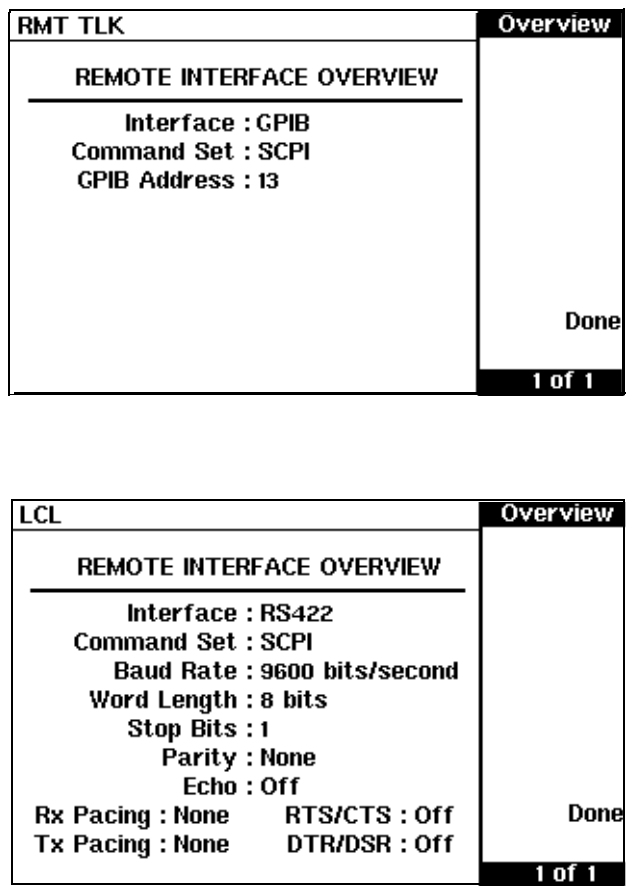 RMT TLK
Overview
REMOTE INTERFACE OVERVIEW
Interface : GPIB
Command Set : SCPI
GPIB Address : 13
Done
1 of 1
LCL
Overview
REMOTE INTERFACE OVERVIEW
Interface : RS422
Command Set : SCPI
Baud Rate : 9600 bits/second
Word Length : 8 bits
Stop Bits : 1
Parity : None
Echo : Off
Rx Pacing : None RTS/CTS : Off
Done
Tx Pacing : None DTR/DSR : Off
1 of 1